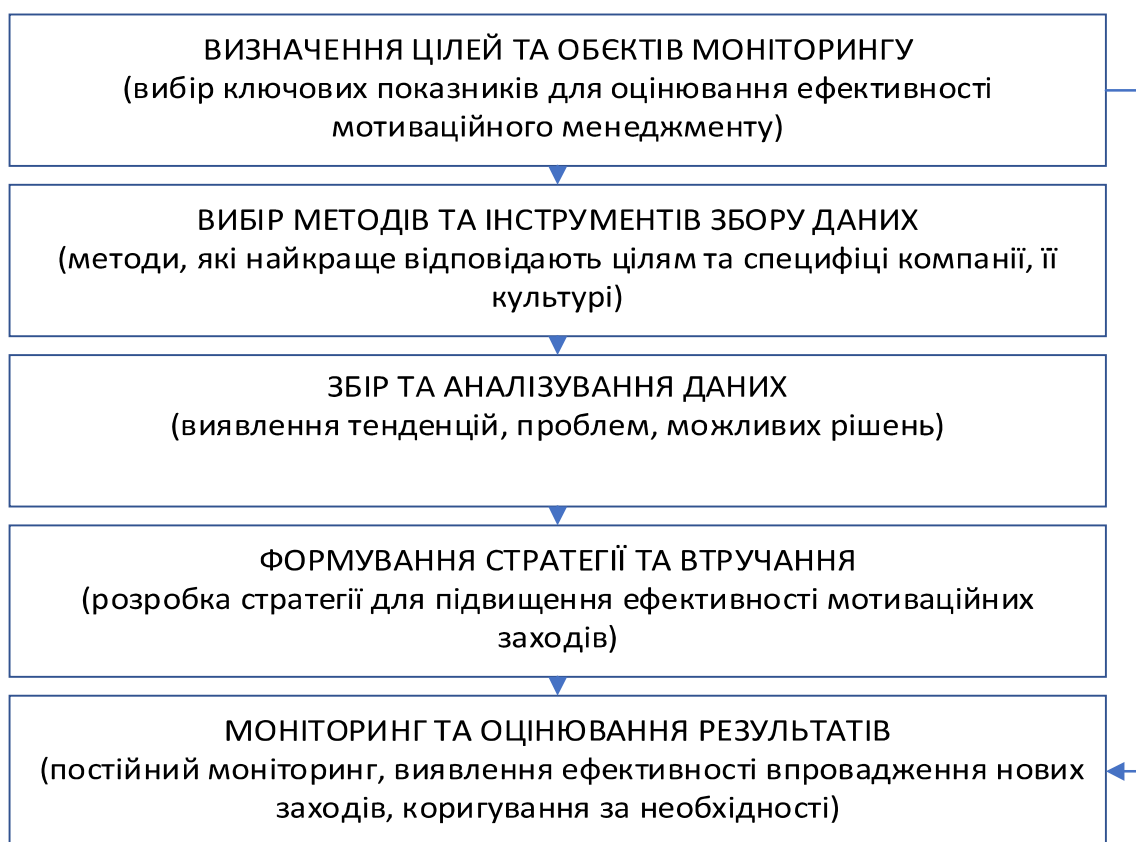 ВИЗНАЧЕННЯ ЦІЛЕЙ ТА ОБЄКТІВ МОНІТОРИНГУ
(вибір ключових показників для оцінювання ефективності
мотиваційного менеджменту)
ВИБІР МЕТОДІВ ТА ІНСТРУМЕНТІВ ЗБОРУ ДАНИХ
(методи, які найкраще відповідають цілям та специфіці компанії, її
культурі)
ЗБІР ТА АНАЛІЗУВАННЯ ДАНИХ
(виявлення тенденцій, проблем, можливих рішень)
ФОРМУВАННЯ СТРАТЕГІЇ ТА ВТРУЧАННЯ
(розробка стратегії для підвищення ефективності мотиваційних
заходів)
МОНІТОРИНГ ТА ОЦІНЮВАННЯ РЕЗУЛЬТАТІВ
(постійний моніторинг, виявлення ефективності впровадження нових
заходів, коригування за необхідності)